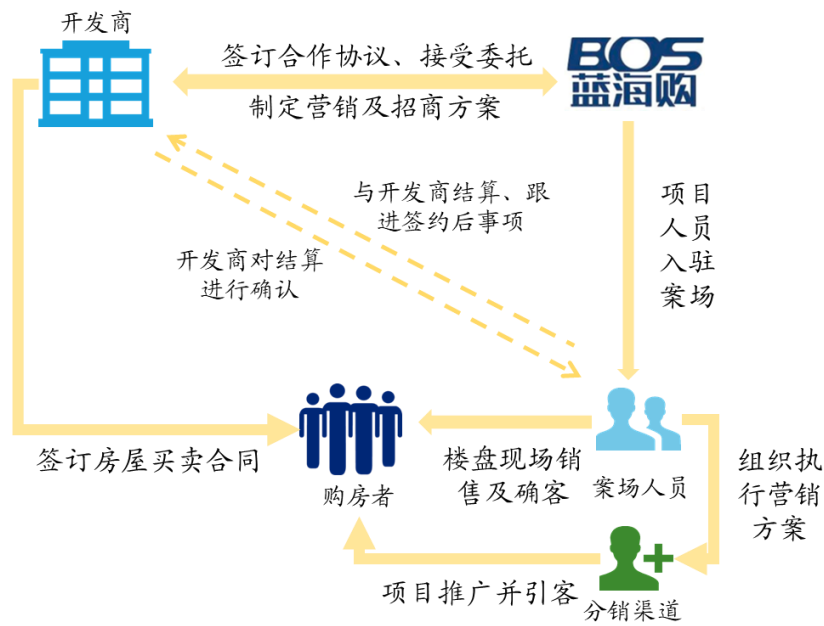 开发商
签订合作协议、接受委托
制定营销及招商方案
BOS
蓝海购
与开发商结算、跟
进签约后事项
开发商对结算
进行确认
项目
人员
入驻
案场
签订房屋买卖合同
购房者
楼盘现场销
售及确客
案场人员
组织执
行营销
方案
项目推广并引客
分销渠道